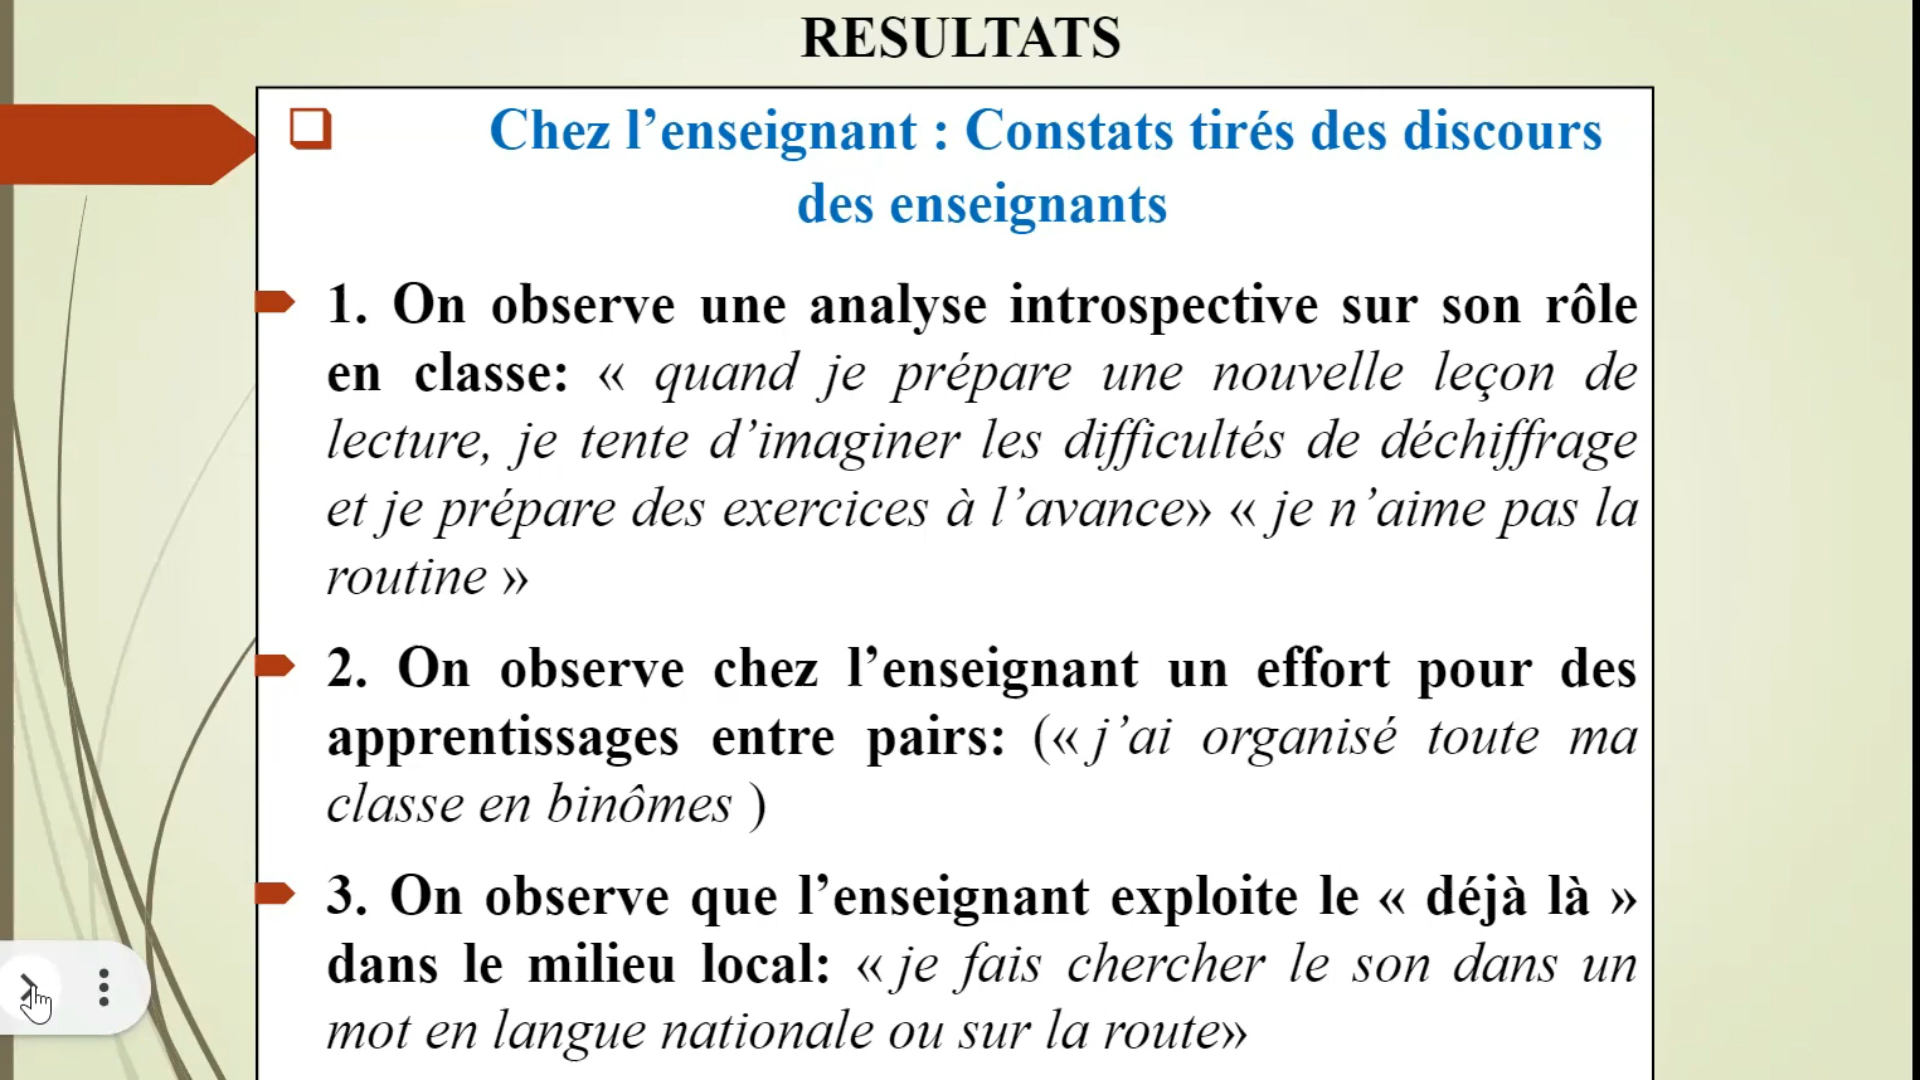 RESULTATS
Chez l’enseignant : Constats tirés des discours
des enseignants
1. On observe une analyse introspective sur son rôle
en classe: « quand je prépare une nouvelle leçon de
lecture, je tente d’imaginer les difficultés de déchiffrage
et je prépare des exercices à l’avance» « je n’aime pas la
routine »
2. On observe chez l’enseignant un effort pour des
apprentissages entre pairs: (« j’ai organisé toute ma
classe en binômes )
3. On observe que l’enseignant exploite le « déjà là »
dans le milieu local: « je fais chercher le son dans un
mot en langue nationale ou sur la route»